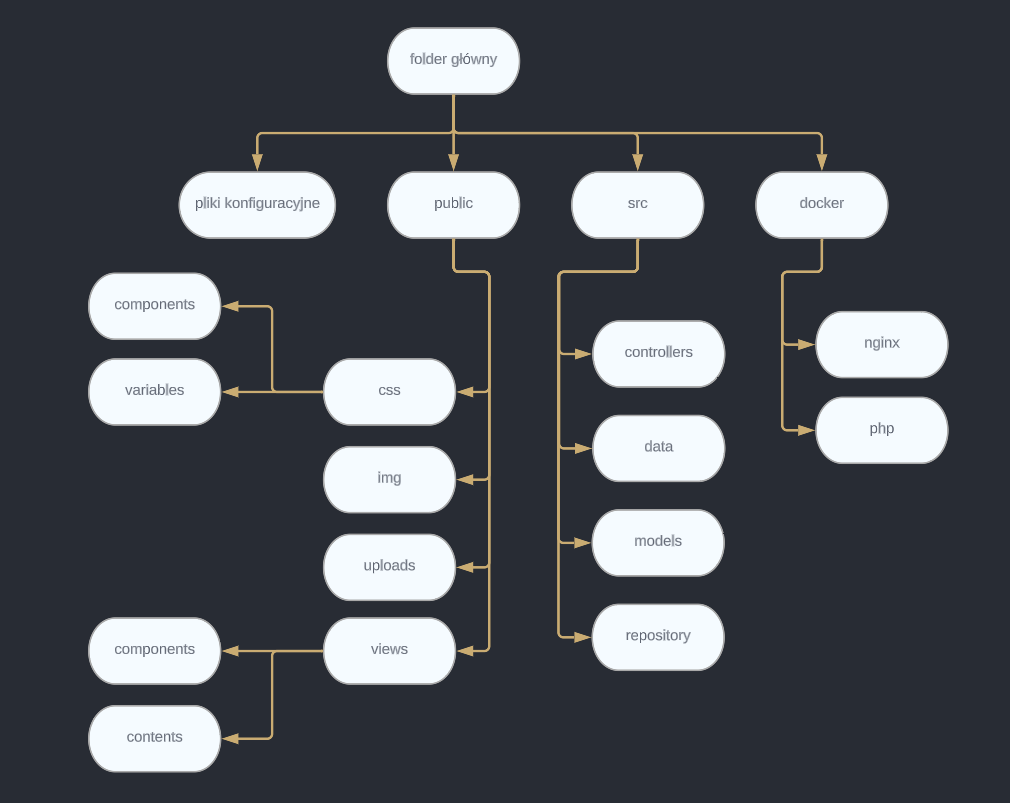 folder główny
pliki konfiguracyjne
public
src
docker
components
variables
css
img
uploads
views
components
contents
controllers
data
models
repository
nginx
php